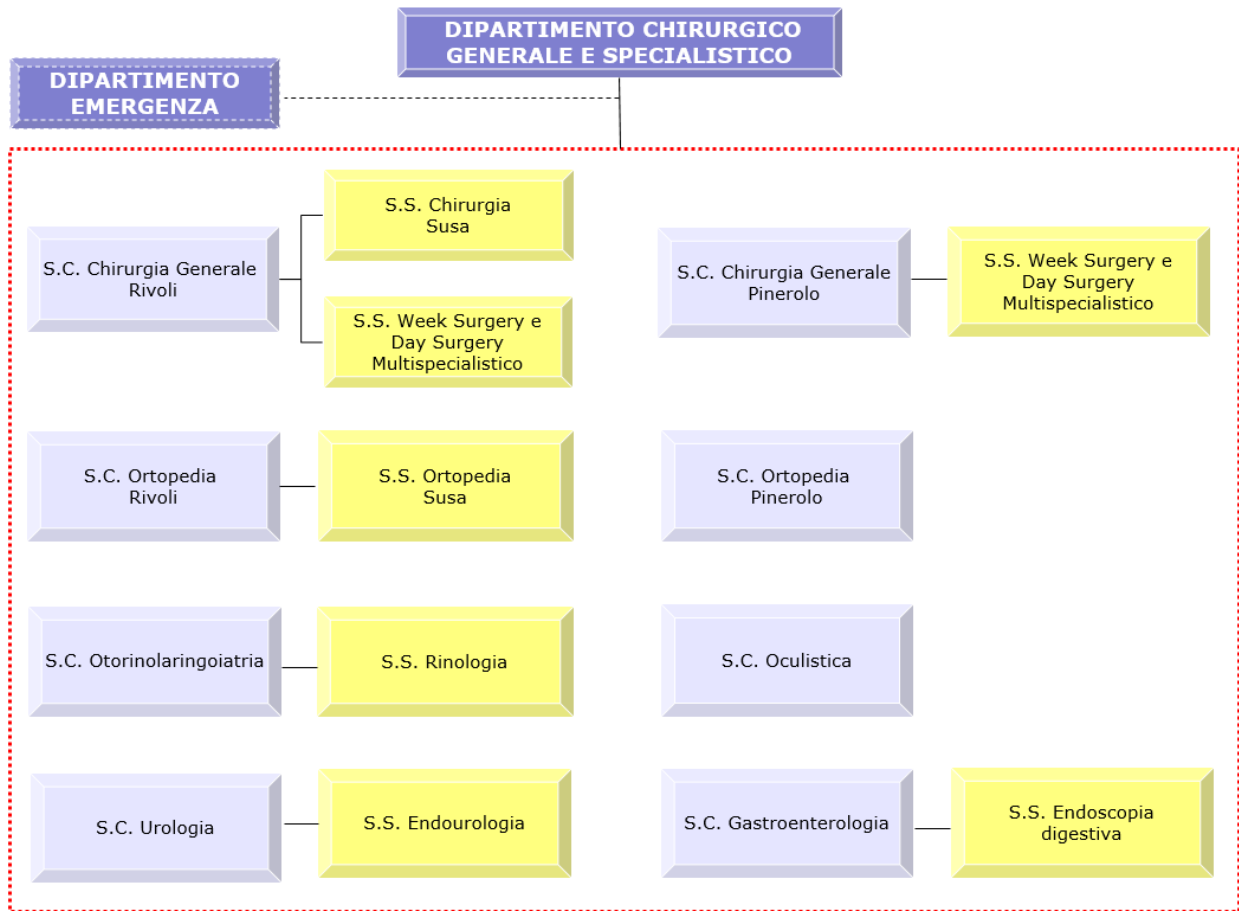 DIPARTIMENTO CHIRURGICO
GENERALE E SPECIALISTICO
DIPARTIMENTO
EMERGENZA
S.C. Chirurgia Generale
Rivoli
S.S. Chirurgia
Susa
S.S. Week Surgery e
Day Surgery
Multispecialistico
S.C. Chirurgia Generale
Pinerolo
S.S. Week Surgery e
Day Surgery
Multispecialistico
S.C. Ortopedia
Rivoli
S.S. Ortopedia
Susa
S.C. Ortopedia
Pinerolo
S.C. Otorinolaringoiatria
S.S. Rinologia
S.C. Oculistica
S.C. Urologia
S.S. Endourologia
S.C. Gastroenterologia
S.S. Endoscopia
digestiva